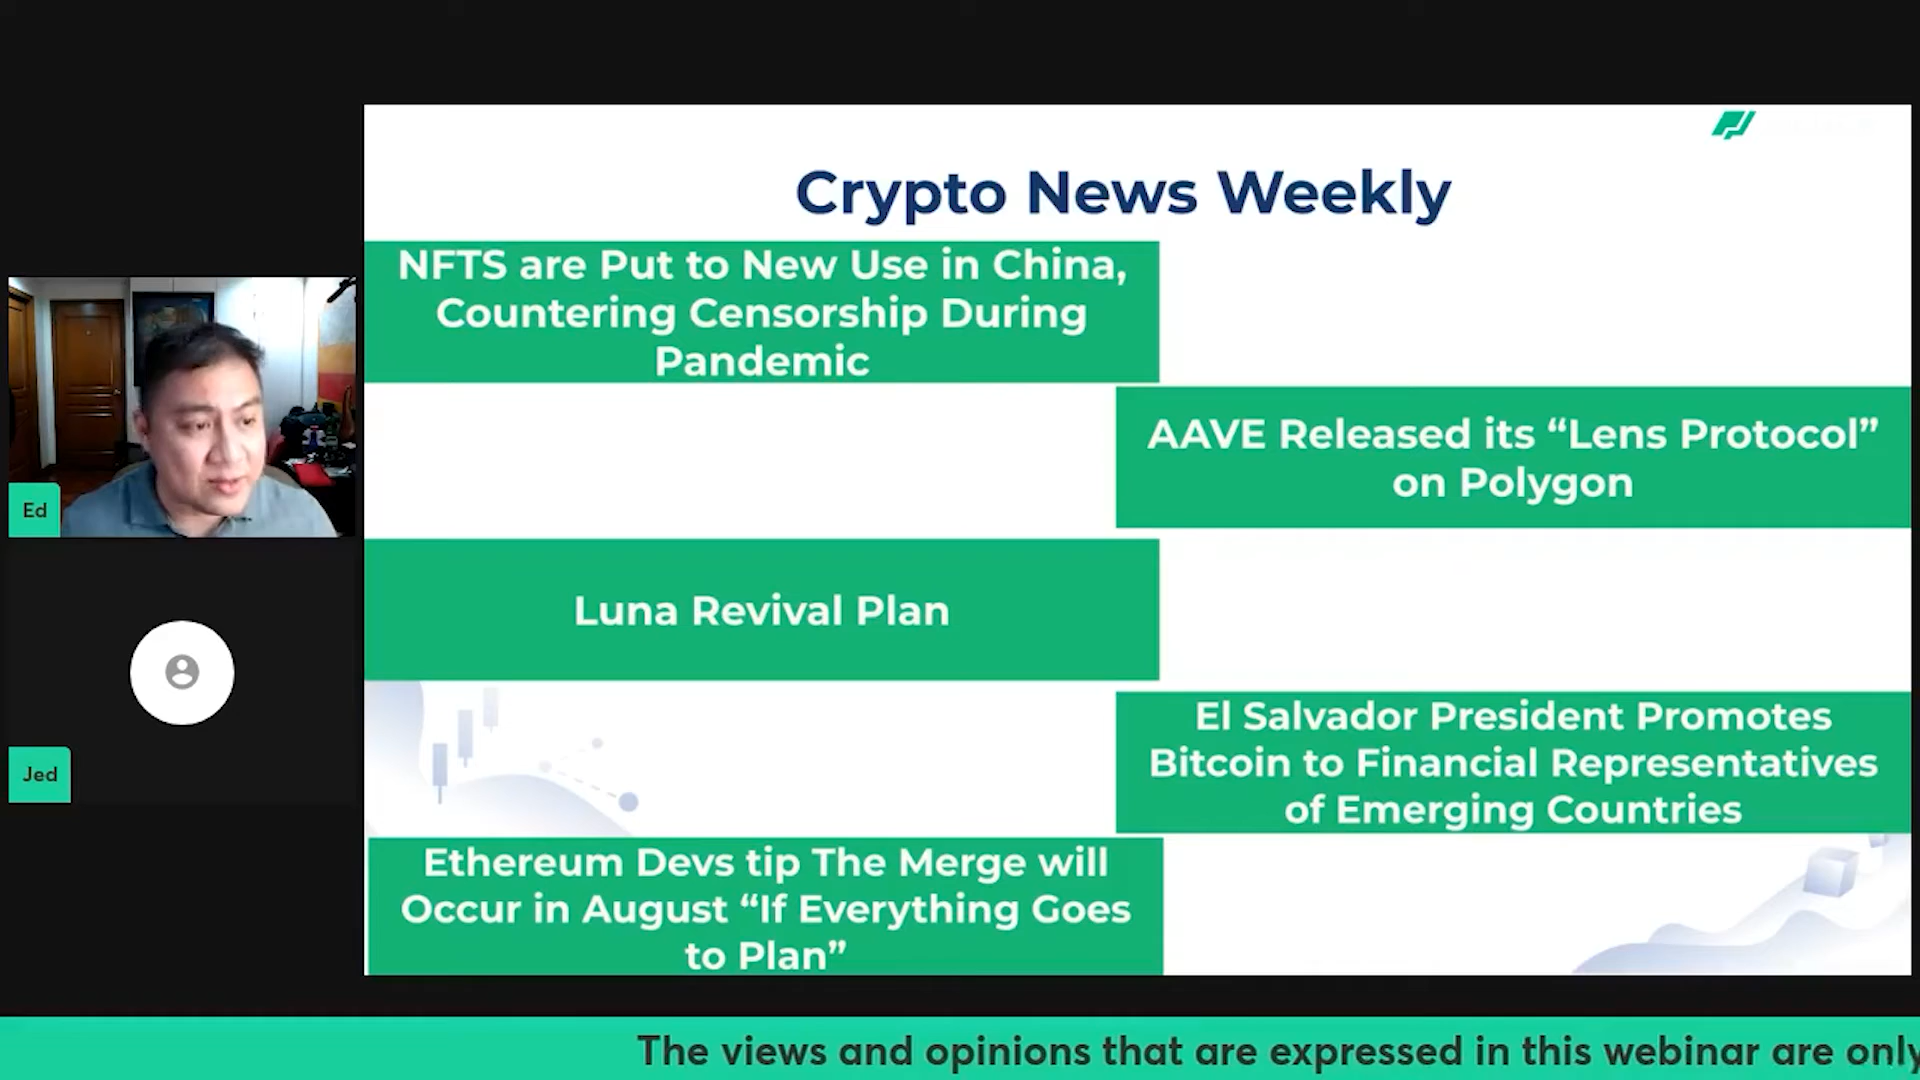 Crypto News Weekly
NFTS are Put to New Use in China,
Countering Censorship During
Pandemic
AAVE Released its “Lens Protocol”
on Polygon
Luna Revival Plan
El Salvador President Promotes
Bitcoin to Financial Representatives
of Emerging Countries
Ethereum Devs tip The Merge will
Occur in August “If Everything Goes
to Plan”
Ed
Jed
The views and opinions that are expressed in this webinar are only